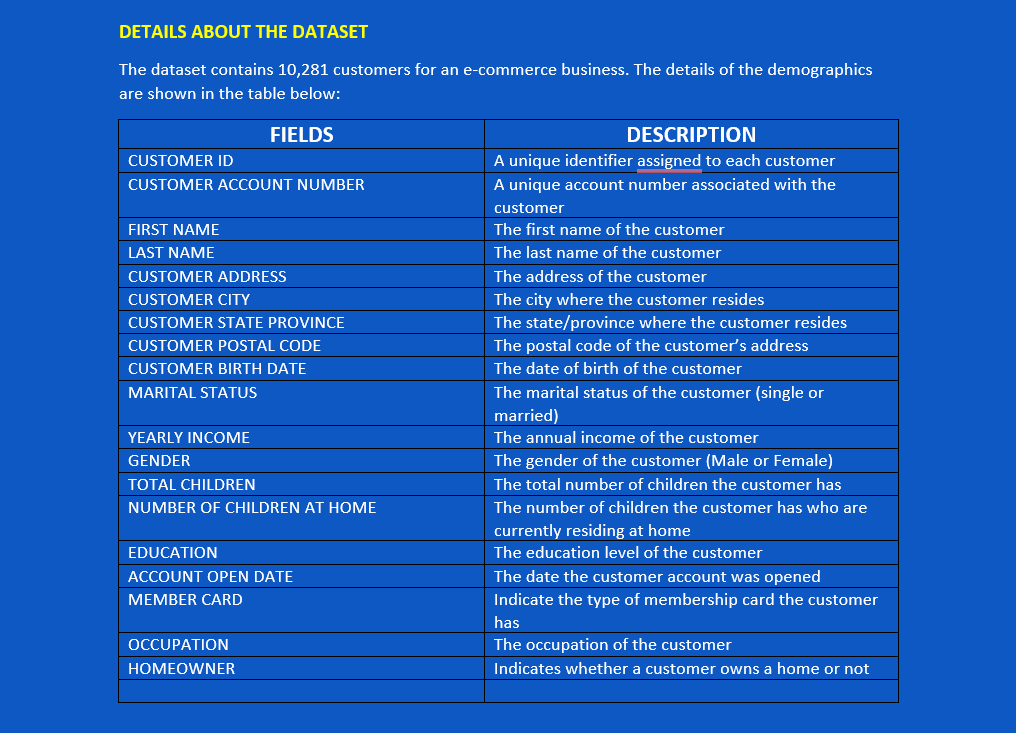 DETAILS ABOUT THE DATASET
The dataset contains 10,281 customers for an e-commerce business. The details of the demographics
are shown in the table below:
FIELDS DESCRIPTION
CUSTOMER ID A unique identifier assigned to each customer
CUSTOMER ACCOUNT NUMBER A unique account number associated with the
customer
FIRST NAME The first name of the customer
LAST NAME The last name of the customer
CUSTOMER ADDRESS The address of the customer
CUSTOMER CITY The city where the customer resides
CUSTOMER STATE PROVINCE The state/province where the customer resides
CUSTOMER POSTAL CODE The postal code of the customer’s address
CUSTOMER BIRTH DATE The date of birth of the customer
MARITAL STATUS The marital status of the customer (single or
married)
YEARLY INCOME The annual income of the customer
GENDER The gender of the customer (Male or Female)
TOTAL CHILDREN The total number of children the customer has
NUMBER OF CHILDREN AT HOME The number of children the customer has who are
currently residing at home
EDUCATION The education level of the customer
ACCOUNT OPEN DATE The date the customer account was opened
MEMBER CARD Indicate the type of membership card the customer
has
OCCUPATION The occupation of the customer
HOMEOWNER Indicates whether a customer owns a home or not